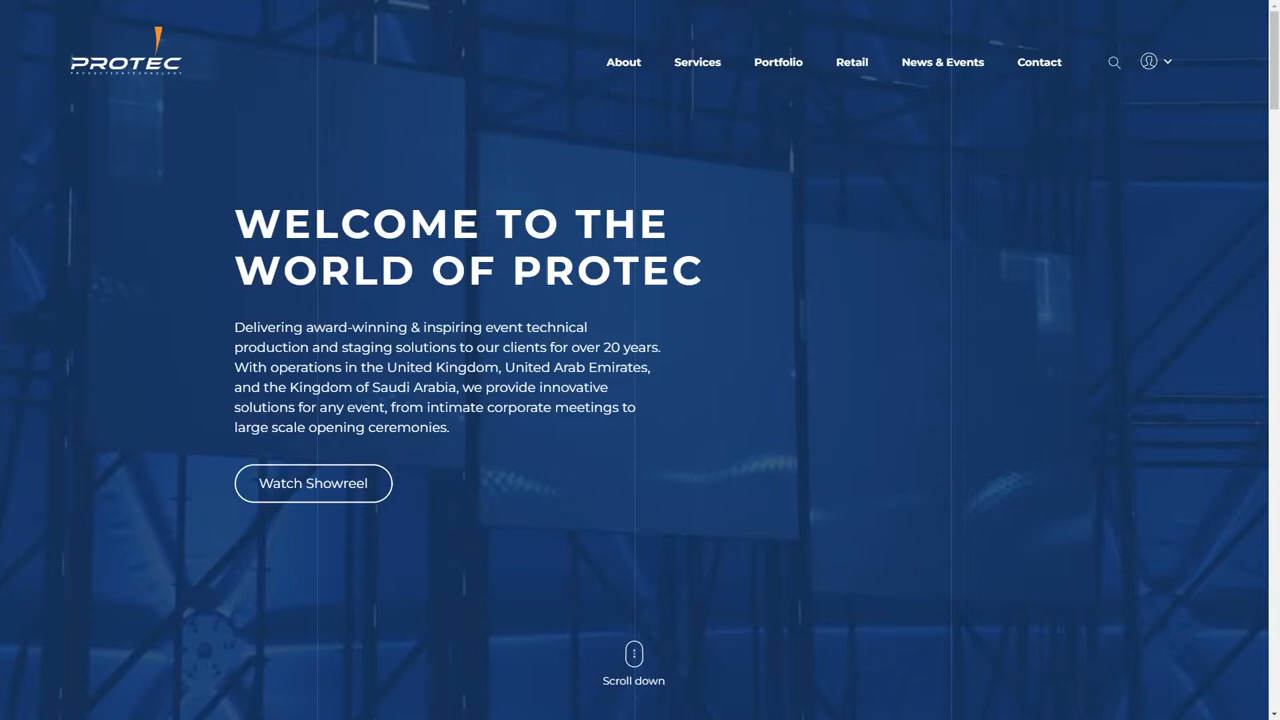 PROTEC
About
Services
Portfolio
Retail
News & Events
Contact
WELCOME TO THE
WORLD OF PROTEC
Delivering award-winning & inspiring event technical
production and staging solutions to our clients for over 20 years.
With operations in the United Kingdom, United Arab Emirates,
and the Kingdom of Saudi Arabia, we provide innovative
solutions for any event, from intimate corporate meetings to
large scale opening ceremonies.
Watch Showreel
Scroll down